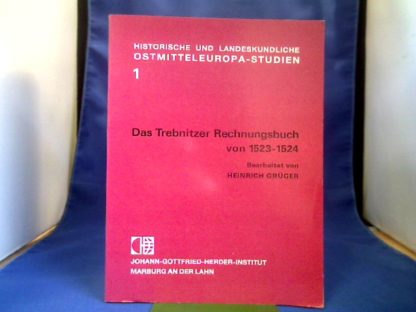 HISTORISCHE UND LANDESKUNDLICHE
OSTMITTELEUROPA-STUDIEN
1
Das Trebnitzer Rechnungsbuch
von 1523-1524
Bearbeitet von
HEINRICH GRÜGER
JOHANN-GOTTFRIED-HERDER-INSTITUT
MARBURG AN DER LAHN